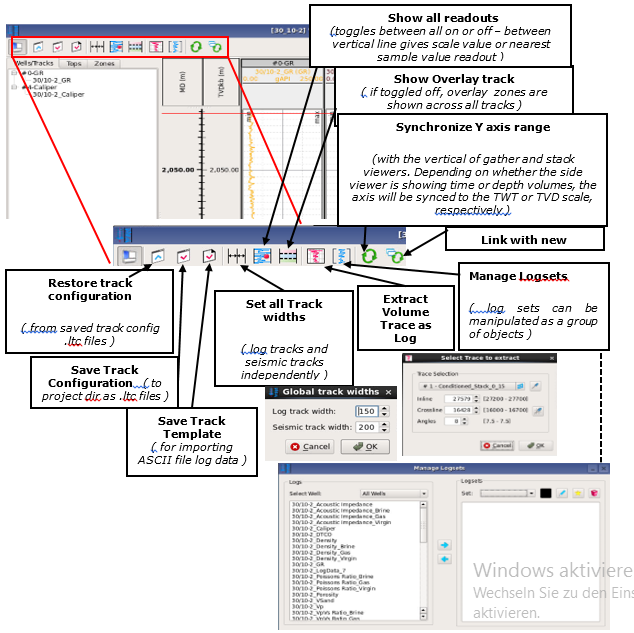 Show all readouts
(toggles between all on or off – between
vertical line gives scale value or nearest
sample value readout )
Show Overlay track
( if toggled off, overlay zones are
shown across all tracks )
Synchronize Y axis range
(with the vertical of gather and stack
viewers. Depending on whether the side
viewer is showing time or depth volumes, the
axis will be synced to the TWT or TVD scale,
respectively )
Link with new
[30_10-2]
Wells/Tracks
Tops
Zones
#0-GR
30/10-2_GR
#4-Caliper
30/10-2_Caliper
MD (m)
TVDkb (m)
#0-GR
30/10-2_GR (GR)
0.00
gAPI
250.00
min
max
2,050.00
2,050.00
Restore track
configuration
( from saved track config
.ltc files )
Save Track
Configuration ( to
project dir as .ltc files )
Save Track
Template
( for importing
ASCII file log data )
Set all Track
widths
( log tracks and
seismic tracks
independently )
Extract
Volume
Trace as
Log
Manage Logsets
( log sets can be
manipulated as a group
of objects )
Global track widths
Log track width:
150
Seismic track width:
200
Cancel
OK
Select Trace to extract
Trace Selection
# 1 - Conditioned_Stack_0_15
Inline
27579
[27200 - 27700]
Crossline
16428
[16000 - 16700]
Angles
0
[7.5 - 7.5]
Cancel
OK
Manage Logsets
Logs
Select Well:
All Wells
30/10-2_Acoustic Impedance
30/10-2_Acoustic Impedance_Brine
30/10-2_Acoustic Impedance_Gas
30/10-2_Acoustic Impedance_Virgin
30/10-2_Caliper
30/10-2_DTCO
30/10-2_Density
30/10-2_Density_Brine
30/10-2_Density_Gas
30/10-2_Density_Virgin
30/10-2_GR
30/10-2_LogData_7
30/10-2_Poissons Ratio_Brine
30/10-2_Poissons Ratio_Gas
30/10-2_Poissons Ratio_Virgin
30/10-2_Porosity
30/10-2_VSand
30/10-2_Vp
30/10-2_VpVs Ratio_Brine
30/10-2_VpVs Ratio_Gas
Logsets
Set:
Windows aktiviere
Wechseln Sie zu den Eins
aktivieren.